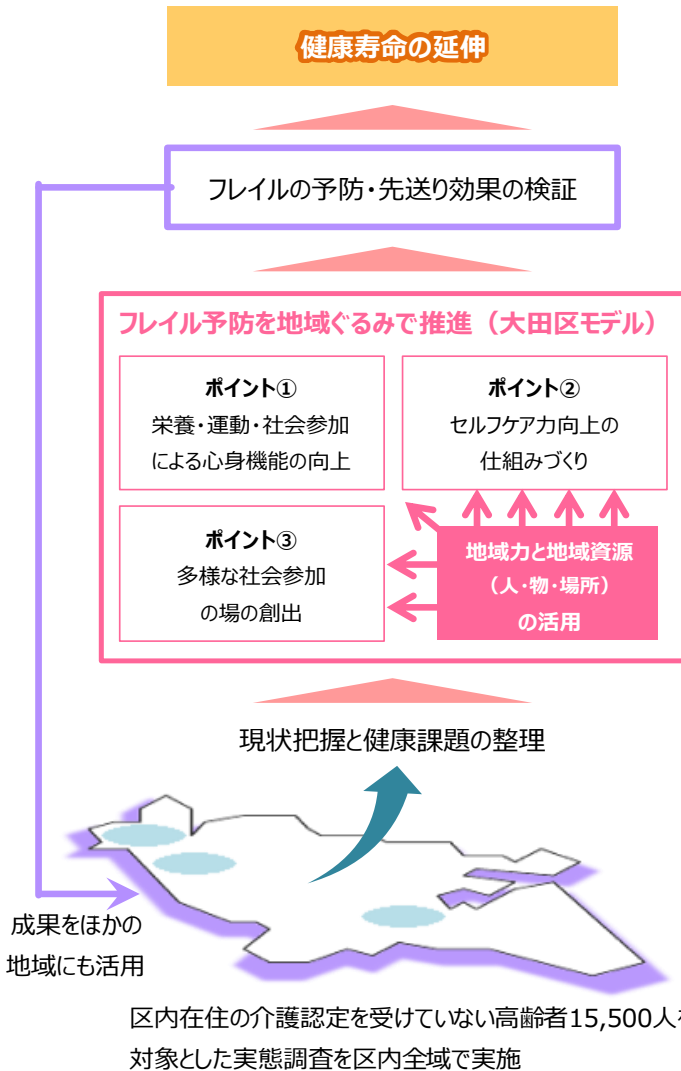 健康寿命の延伸
フレイルの予防・先送り効果の検証
フレイル予防を地域ぐるみで推進（大田区モデル）
ポイント①
栄養・運動・社会参加
による心身機能の向上
ポイント②
セルフケア力向上の
仕組みづくり
ポイント③
多様な社会参加
の場の創出
地域力と地域資源
（人・物・場所）
の活用
現状把握と健康課題の整理
成果をほかの
地域にも活用
区内在住の介護認定を受けていない高齢者15,500人を
対象とした実態調査を区内全域で実施